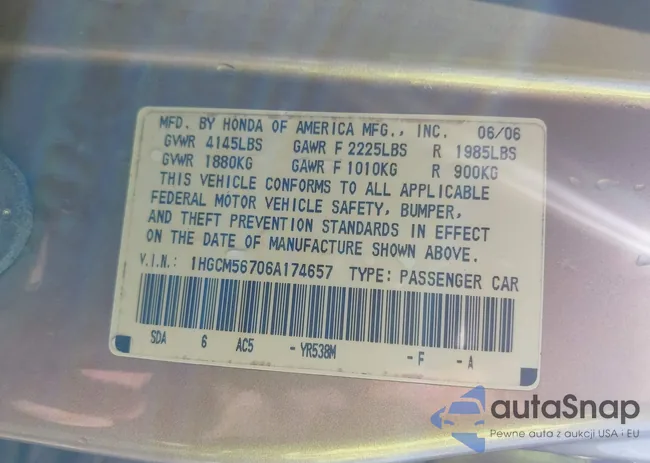 MFD. BY HONDA OF AMERICA MFG., INC. 06/06
GVWR 4145LBS GAWR F 2225LBS R 1985LBS
GVWR 1880KG GAWR F 1010KG R 900KG
THIS VEHICLE CONFORMS TO ALL APPLICABLE
FEDERAL MOTOR VEHICLE SAFETY, BUMPER,
AND THEFT PREVENTION STANDARDS IN EFFECT
ON THE DATE OF MANUFACTURE SHOWN ABOVE.
V.I.N: 1HGCM56706A174657 TYPE: PASSENGER CAR
SDA 6 AC5 -YR538M -F -A
autaSnap
Pewne auta z aukcji USA i EU